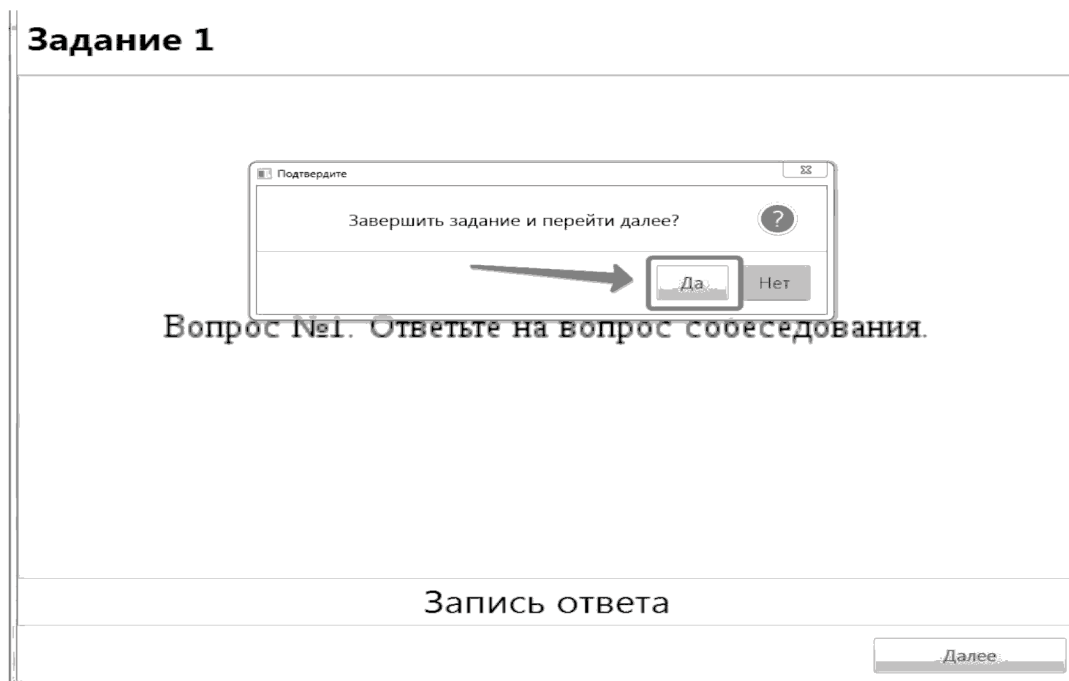 Задание 1
Подтвердите
Завершить задание и перейти далее?
?
Да
Нет
Вопрос №1. Ответьте на вопрос собеседования.
Запись ответа
Далее